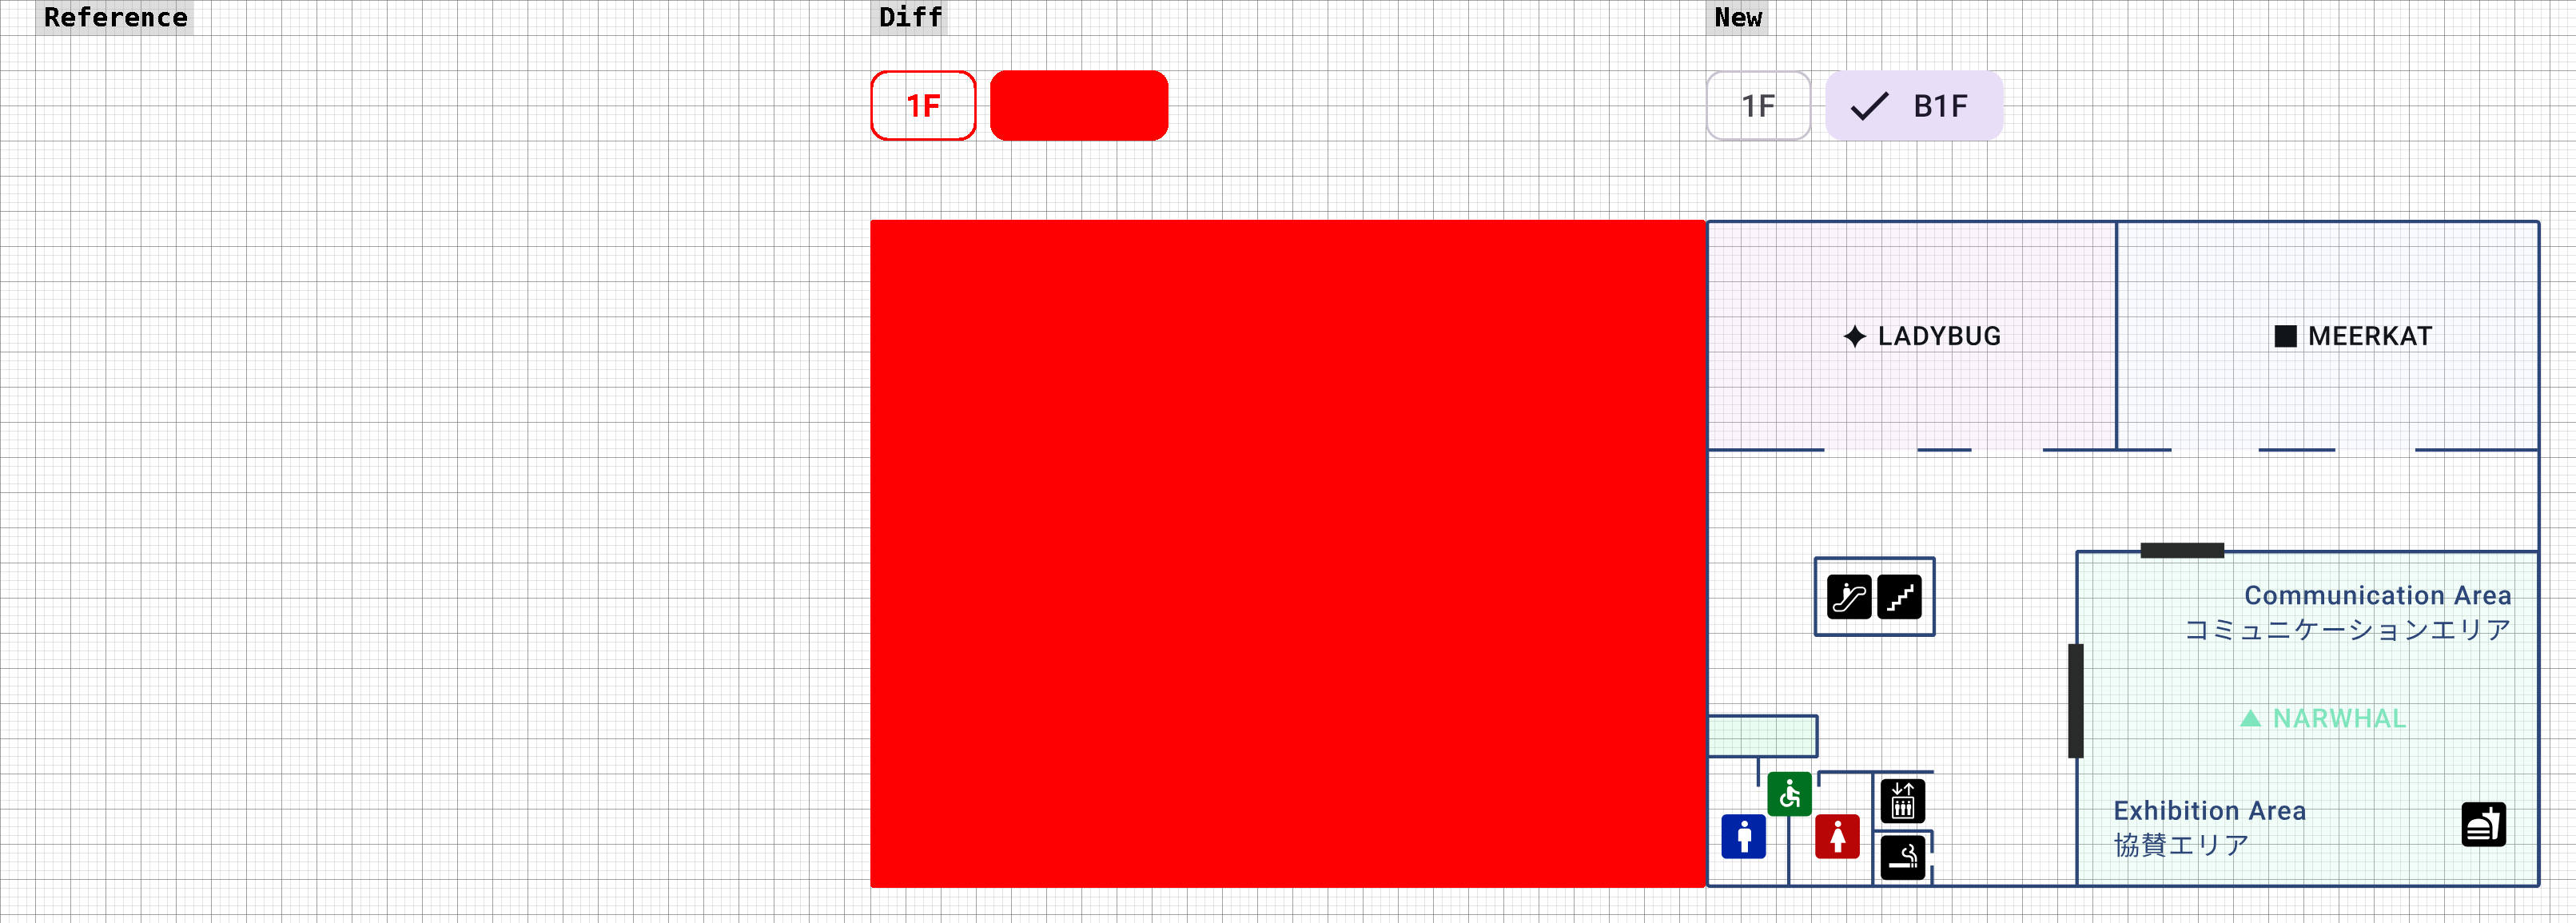 Reference
Diff
New
1F
1F
B1F
LADYBUG
MEERKAT
Communication Area
コミュニケーションエリア
NARWHAL
Exhibition Area
協賛エリア